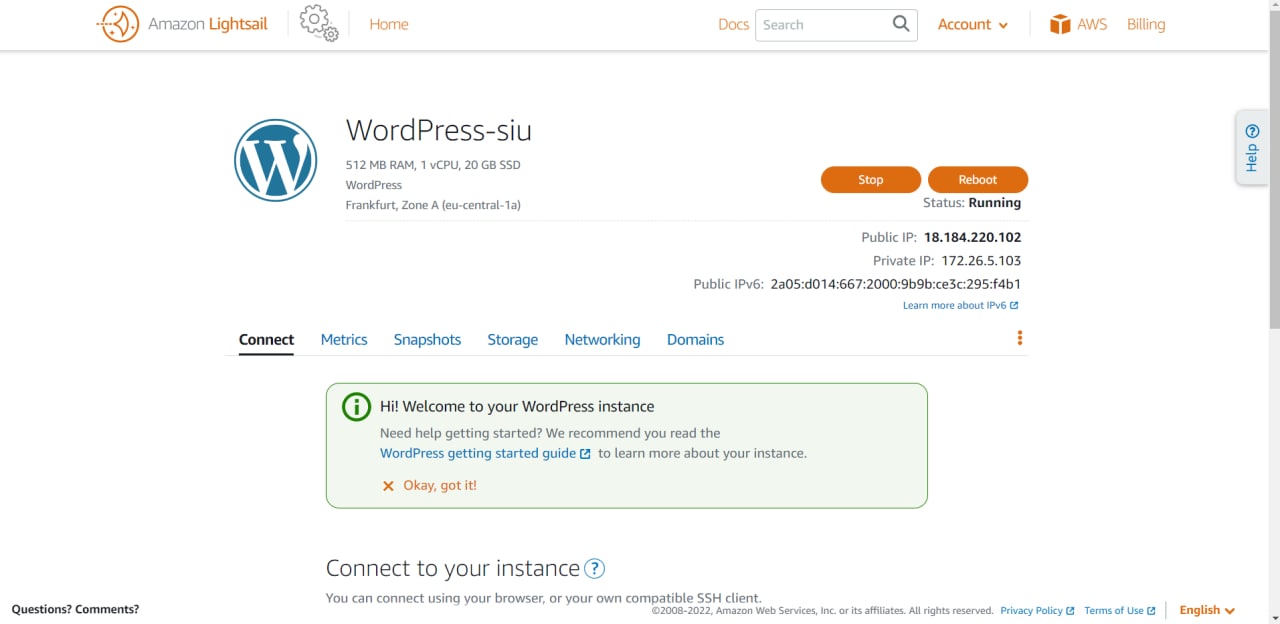 Amazon Lightsail
Home
Docs
Search
Account
AWS
Billing
Help
WordPress-siu
512 MB RAM, 1 vCPU, 20 GB SSD
WordPress
Frankfurt, Zone A (eu-central-1a)
Stop
Reboot
Status: Running
Public IP: 18.184.220.102
Private IP: 172.26.5.103
Public IPv6: 2a05:d014:667:2000:9b9b:ce3c:295:f4b1
Learn more about IPv6
Connect
Metrics
Snapshots
Storage
Networking
Domains
Hi! Welcome to your WordPress instance
Need help getting started? We recommend you read the
WordPress getting started guide to learn more about your instance.
Okay, got it!
Connect to your instance ?
You can connect using your browser, or your own compatible SSH client.
Questions? Comments?
©2008-2022, Amazon Web Services, Inc. or its affiliates. All rights reserved.
Privacy Policy
Terms of Use
English